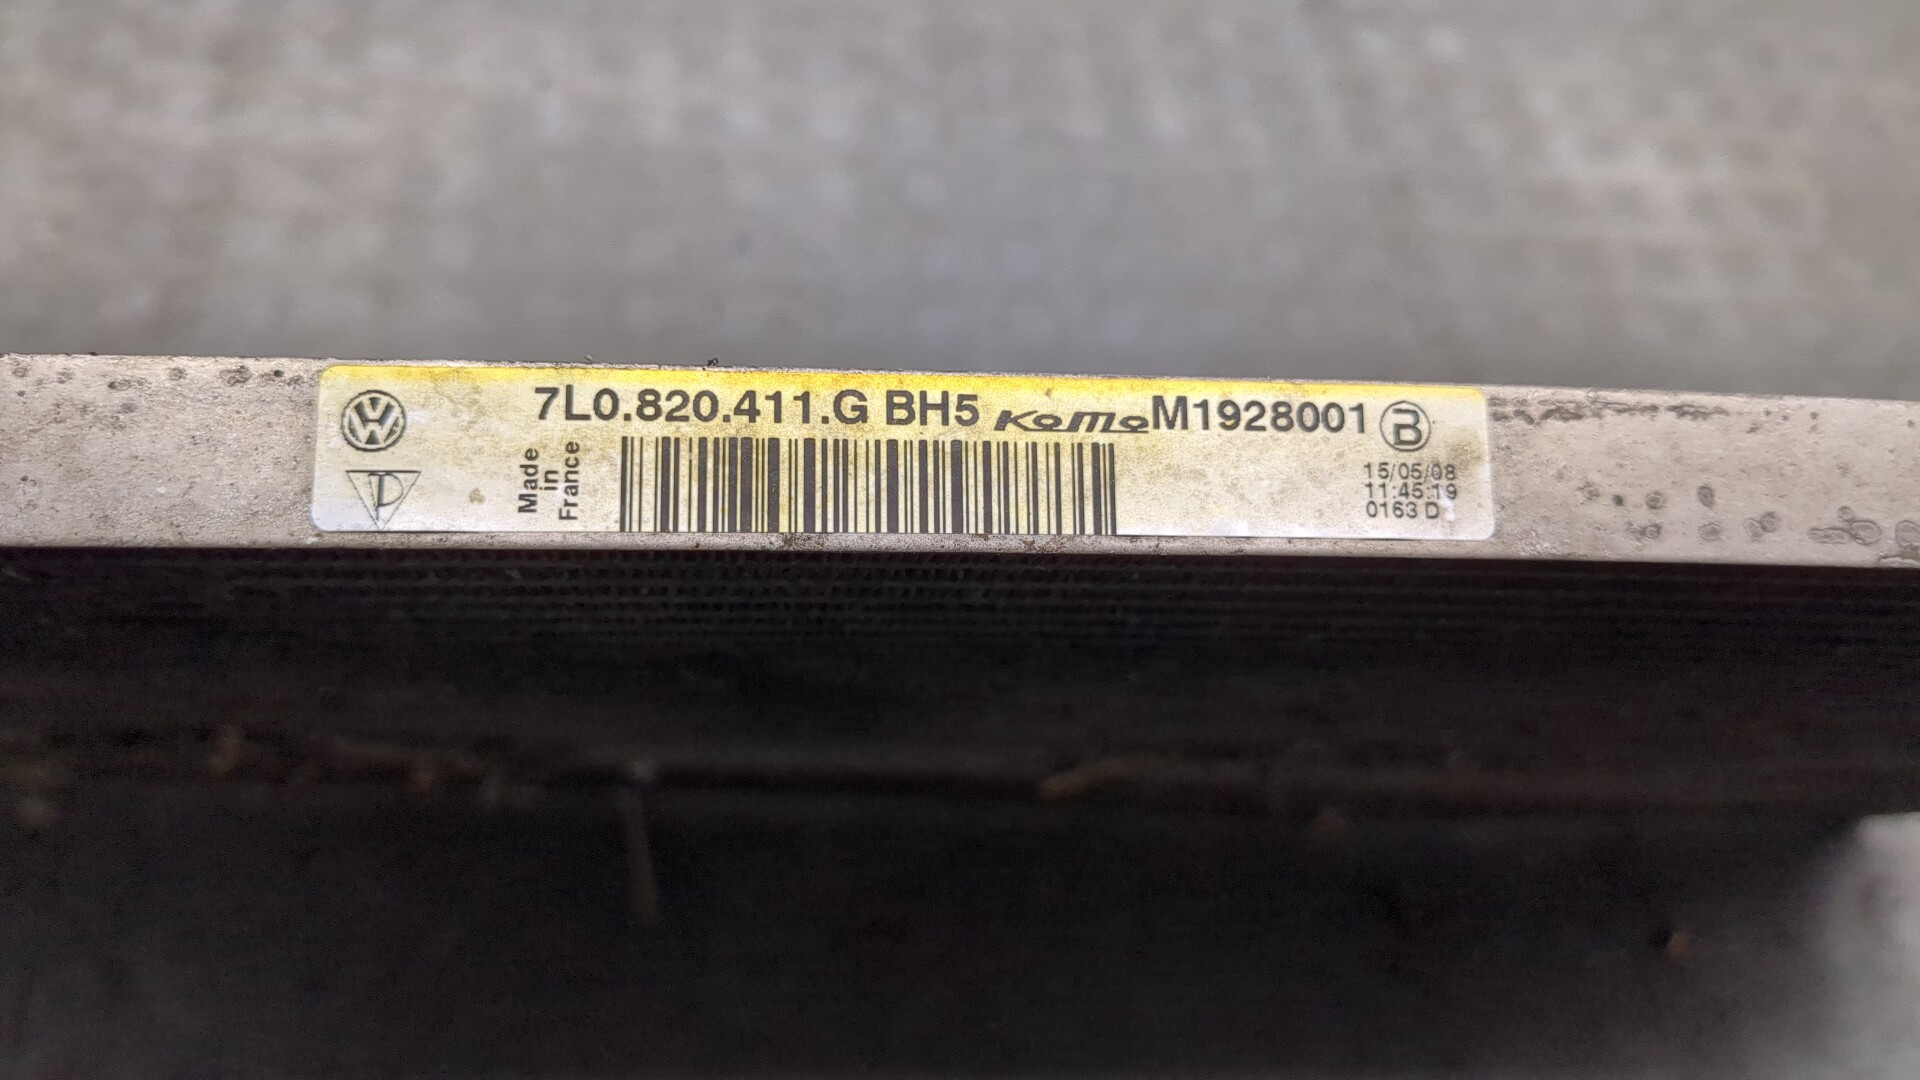 7L0.820.411.G BH5 KoMo M1928001 B
Made
in
France
15/05/08
11:45:19
0163 D